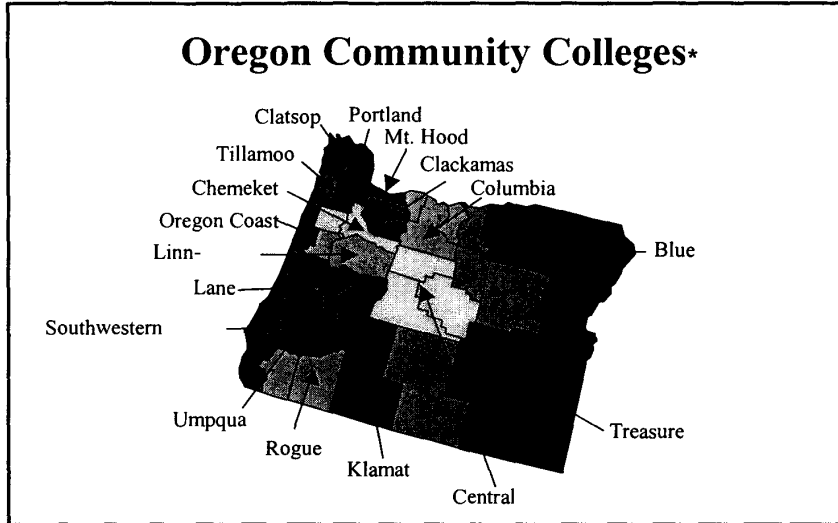 Oregon Community Colleges*
Clatsop
Portland
Mt. Hood
Tillamoo
Clackamas
Chemeket
Columbia
Oregon Coast
Linn-
Blue
Lane
Southwestern
Umpqua
Treasure
Rogue
Klamat
Central